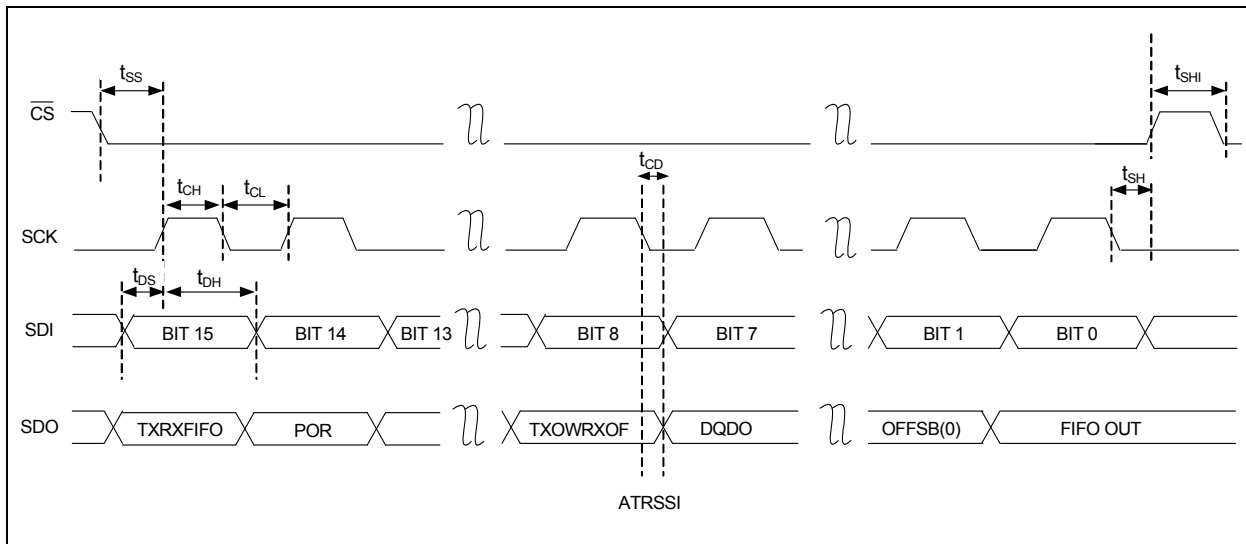 tSS
tSHI
CS
tCD
tCH
tCL
tSH
SCK
tDS
tDH
SDI
BIT 15
BIT 14
BIT 13
BIT 8
BIT 7
BIT 1
BIT 0
SDO
TXRXFIFO
POR
TXOWRXOF
DQDO
OFFSB(0)
FIFO OUT
ATRSSI